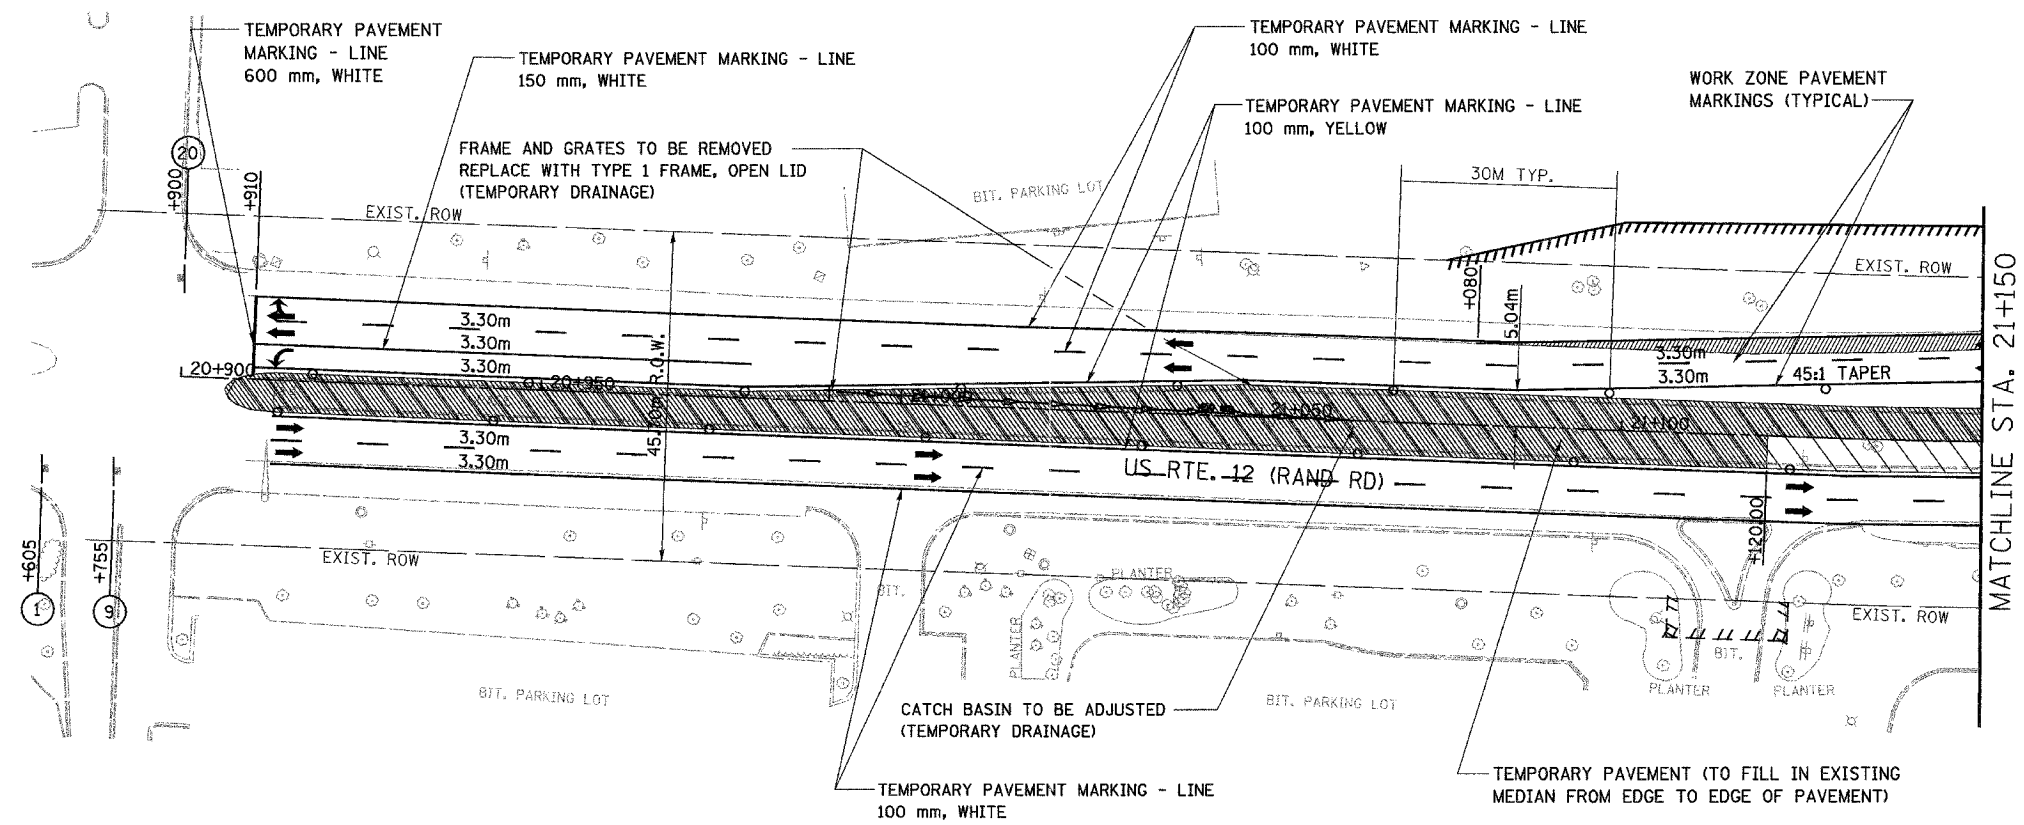 TEMPORARY PAVEMENT
MARKING - LINE
600 mm, WHITE
TEMPORARY PAVEMENT MARKING - LINE
150 mm, WHITE
TEMPORARY PAVEMENT MARKING - LINE
100 mm, WHITE
TEMPORARY PAVEMENT MARKING - LINE
100 mm, YELLOW
WORK ZONE PAVEMENT
MARKINGS (TYPICAL)
FRAME AND GRATES TO BE REMOVED
REPLACE WITH TYPE 1 FRAME, OPEN LID
(TEMPORARY DRAINAGE)
20
+900
+910
EXIST. ROW
BIT. PARKING LOT
30M TYP.
EXIST. ROW
+080
5.04m
3.30m
3.30m
3.30m
3.30m
3.30m
45:1 TAPER
20+900
20+950
21+000
21+050
21+100
45.70m R.O.W.
3.30m
3.30m
US RTE. 12 (RAND RD)
MATCHLINE STA. 21+150
+605
1
+755
9
EXIST. ROW
BIT.
PLANTER
PLANTER
+120.00
EXIST. ROW
BIT.
PLANTER
PLANTER
BIT. PARKING LOT
BIT. PARKING LOT
CATCH BASIN TO BE ADJUSTED
(TEMPORARY DRAINAGE)
TEMPORARY PAVEMENT MARKING - LINE
100 mm, WHITE
TEMPORARY PAVEMENT (TO FILL IN EXISTING
MEDIAN FROM EDGE TO EDGE OF PAVEMENT)